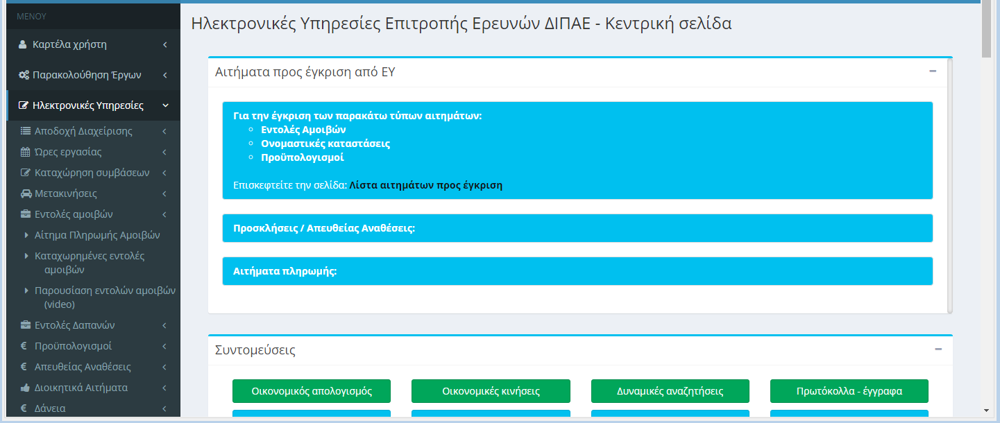 ΜΕΝΟΥ
Καρτέλα χρήστη
Παρακολούθηση Έργων
Ηλεκτρονικές Υπηρεσίες
Αποδοχή Διαχείρισης
Ώρες εργασίας
Καταχώρηση συμβάσεων
Μετακινήσεις
Εντολές αμοιβών
Αίτημα Πληρωμής Αμοιβών
Καταχωρημένες εντολές
αμοιβών
Παρουσίαση εντολών αμοιβών
(video)
Εντολές Δαπανών
Προϋπολογισμοί
Απευθείας Αναθέσεις
Διοικητικά Αιτήματα
Δάνεια
Ηλεκτρονικές Υπηρεσίες Επιτροπής Ερευνών ΔΙΠΑΕ - Κεντρική σελίδα
Αιτήματα προς έγκριση από ΕΥ
Για την έγκριση των παρακάτω τύπων αιτημάτων:
Εντολές Αμοιβών
Ονομαστικές καταστάσεις
Προϋπολογισμοί
Επισκεφτείτε την σελίδα: Λίστα αιτημάτων προς έγκριση
Προσκλήσεις / Απευθείας Αναθέσεις:
Αιτήματα πληρωμής:
Συντομεύσεις
Οικονομικός απολογισμός
Οικονομικές κινήσεις
Δυναμικές αναζητήσεις
Πρωτόκολλα - έγγραφα